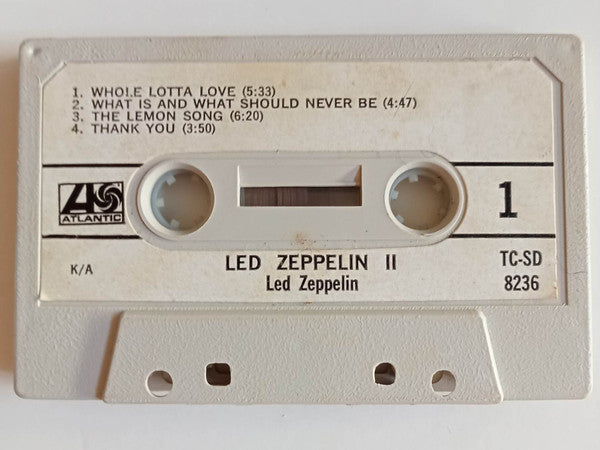 1. WHOLE LOTTA LOVE (5:33)
2. WHAT IS AND WHAT SHOULD NEVER BE (4:47)
3. THE LEMON SONG (6:20)
4. THANK YOU (3:50)
ATLANTIC
1
K/A
LED ZEPPELIN II
Led Zeppelin
TC-SD
8236